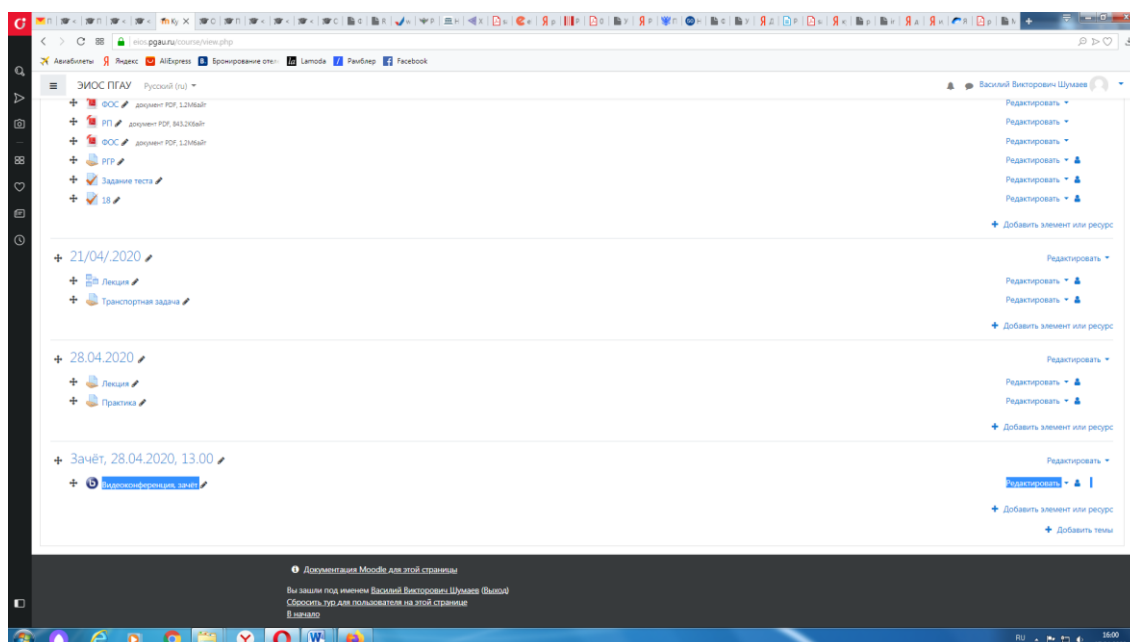 eios.pgau.ru/course/view.php
Авиабилеты Яндекс AliExpress Бронирование отел Lamoda Рамблер Facebook
ЭИОС ПГАУ Русский (ru) Василий Викторович Шумаев
ФОС документ PDF, 1.2Мбайт Редактировать
РП документ PDF, 843.2Кбайт Редактировать
ФОС документ PDF, 1.2Мбайт Редактировать
РГР Редактировать
Задание теста Редактировать
18 Редактировать
Добавить элемент или ресурс
21/04/.2020 Редактировать
Лекция Редактировать
Транспортная задача Редактировать
Добавить элемент или ресурс
28.04.2020 Редактировать
Лекция Редактировать
Практика Редактировать
Добавить элемент или ресурс
Зачёт, 28.04.2020, 13.00 Редактировать
Видеоконференция, зачёт Редактировать
Добавить элемент или ресурс
Добавить темы
Документация Moodle для этой страницы
Вы зашли под именем Василий Викторович Шумаев (Выход)
Сбросить тур для пользователя на этой странице
В начало
RU 16:00